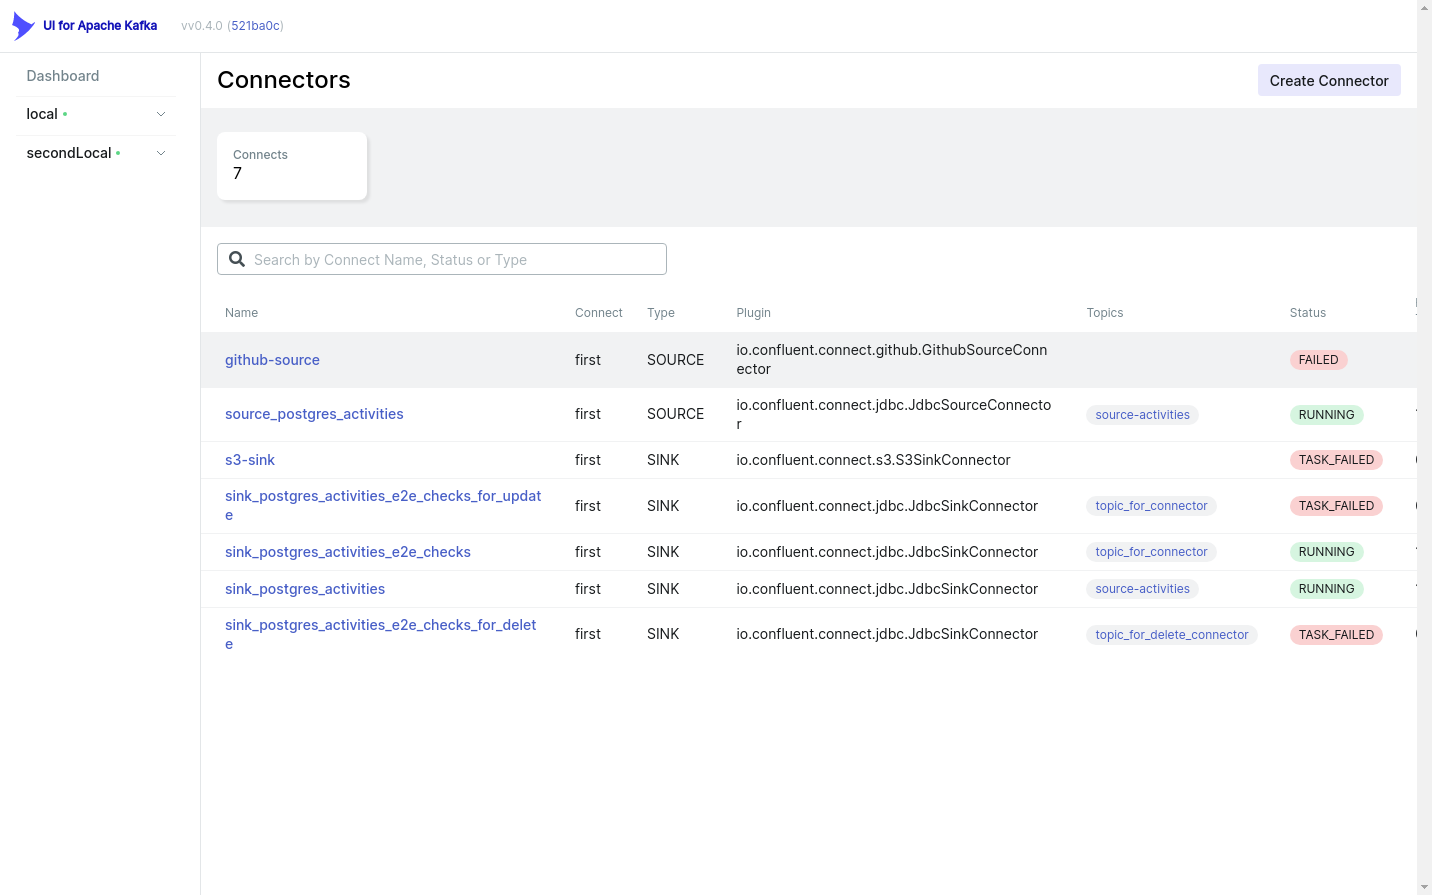 UI for Apache Kafka vv0.4.0 (521ba0c)
Dashboard
local
secondLocal
Connectors
Create Connector
Connects
7
Search by Connect Name, Status or Type
Name Connect Type Plugin Topics Status
github-source first SOURCE io.confluent.connect.github.GithubSourceConn
ector FAILED
source_postgres_activities first SOURCE io.confluent.connect.jdbc.JdbcSourceConnecto
r source-activities RUNNING
s3-sink first SINK io.confluent.connect.s3.S3SinkConnector TASK_FAILED
sink_postgres_activities_e2e_checks_for_updat
e first SINK io.confluent.connect.jdbc.JdbcSinkConnector topic_for_connector TASK_FAILED
sink_postgres_activities_e2e_checks first SINK io.confluent.connect.jdbc.JdbcSinkConnector topic_for_connector RUNNING
sink_postgres_activities first SINK io.confluent.connect.jdbc.JdbcSinkConnector source-activities RUNNING
sink_postgres_activities_e2e_checks_for_delet
e first SINK io.confluent.connect.jdbc.JdbcSinkConnector topic_for_delete_connector TASK_FAILED